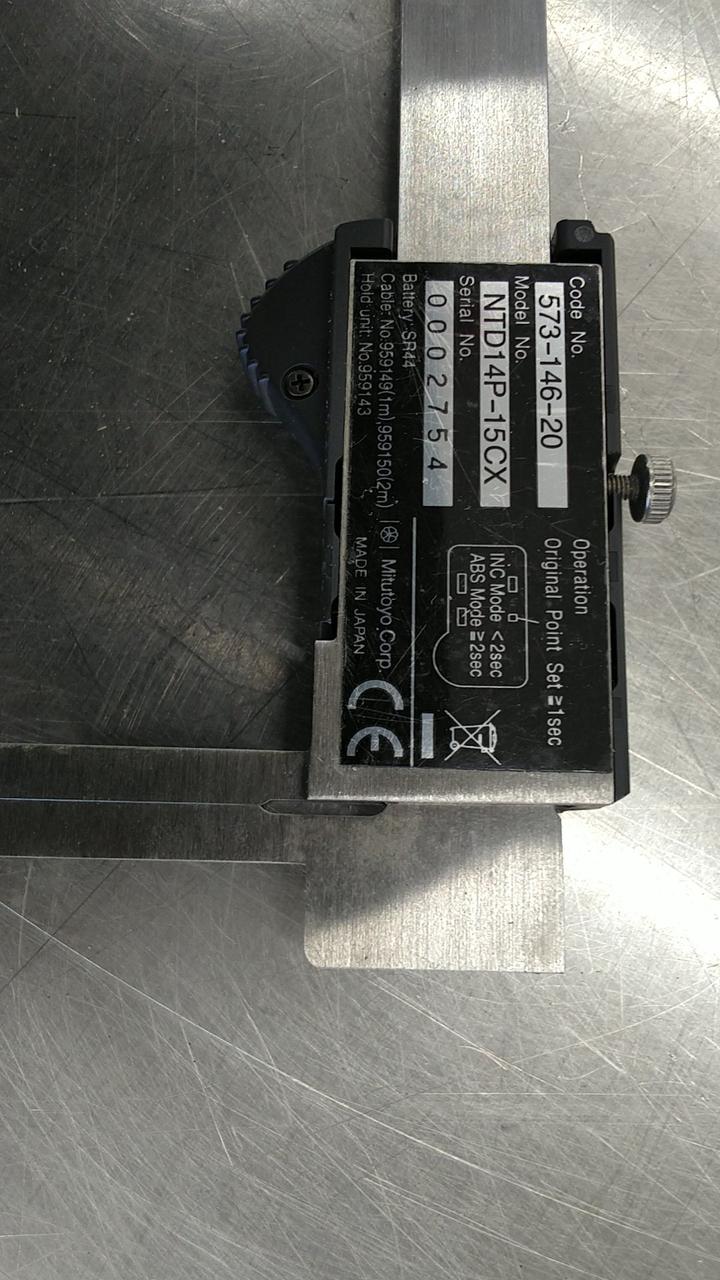 Code No.
573-146-20
Model No.
NTD14P-15CX
Serial No.
0002754
Battery: SR44
Cable: No.959149(1m),959150(2m)
Hold unit: No.959143
Operation
Original Point Set ≧1sec
INC Mode <2sec
ABS Mode ≧2sec
Mitutoyo Corp.
MADE IN JAPAN
CE